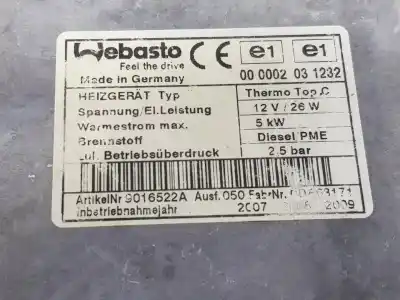 Webasto CE e1 e1
Feel the drive
Made in Germany 00 0002 03 1232
HEIZGERÄT Typ Thermo Top C
Spannung/El.Leistung 12 V / 26 W
Wärmestrom max. 5 kW
Brennstoff Diesel PME
zul. Betriebsüberdruck 2.5 bar
ArtikelNr 9016522A Ausf. 050 FabrNr.
Inbetriebnahmejahr 2007 2009